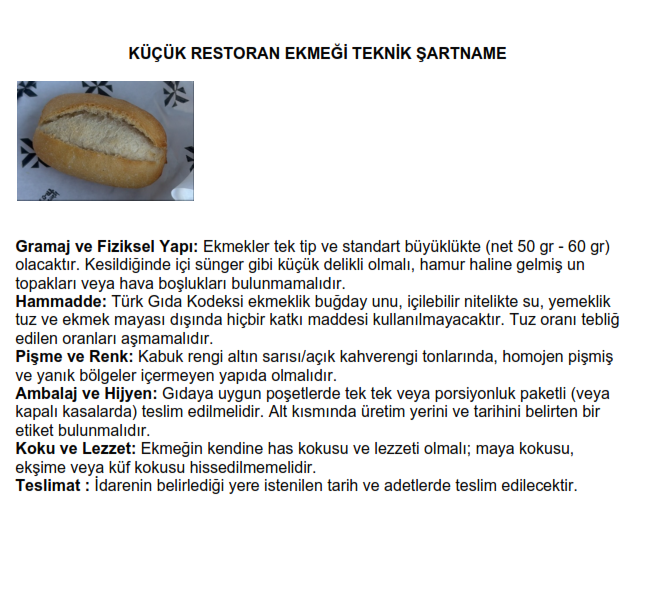 KÜÇÜK RESTORAN EKMEĞİ TEKNİK ŞARTNAME
Gramaj ve Fiziksel Yapı: Ekmekler tek tip ve standart büyüklükte (net 50 gr - 60 gr)
olacaktır. Kesildiğinde içi sünger gibi küçük delikli olmalı, hamur haline gelmiş un
topakları veya hava boşlukları bulunmamalıdır.
Hammadde: Türk Gıda Kodeksi ekmeklik buğday unu, içilebilir nitelikte su, yemeklik
tuz ve ekmek mayası dışında hiçbir katkı maddesi kullanılmayacaktır. Tuz oranı tebliğ
edilen oranları aşmamalıdır.
Pişme ve Renk: Kabuk rengi altın sarısı/açık kahverengi tonlarında, homojen pişmiş
ve yanık bölgeler içermeyen yapıda olmalıdır.
Ambalaj ve Hijyen: Gıdaya uygun poşetlerde tek tek veya porsiyonluk paketli (veya
kapalı kasalarda) teslim edilmelidir. Alt kısmında üretim yerini ve tarihini belirten bir
etiket bulunmalıdır.
Koku ve Lezzet: Ekmeğin kendine has kokusu ve lezzeti olmalı; maya kokusu,
ekşime veya küf kokusu hissedilmemelidir.
Teslimat : İdarenin belirlediği yere istenilen tarih ve adetlerde teslim edilecektir.